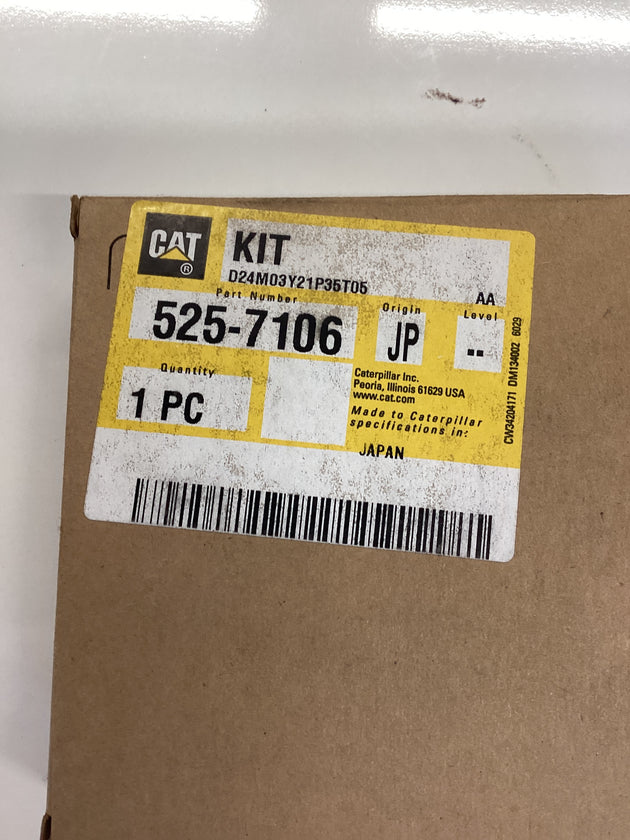 CAT
®
KIT
D24M03Y21P35T05
AA
Part Number
525-7106
Origin
JP
Level
--
Quantity
1 PC
Caterpillar Inc.
Peoria, Illinois 61629 USA
www.cat.com
Made to Caterpillar
specifications in:
JAPAN
CW34204171 DM134002 6029